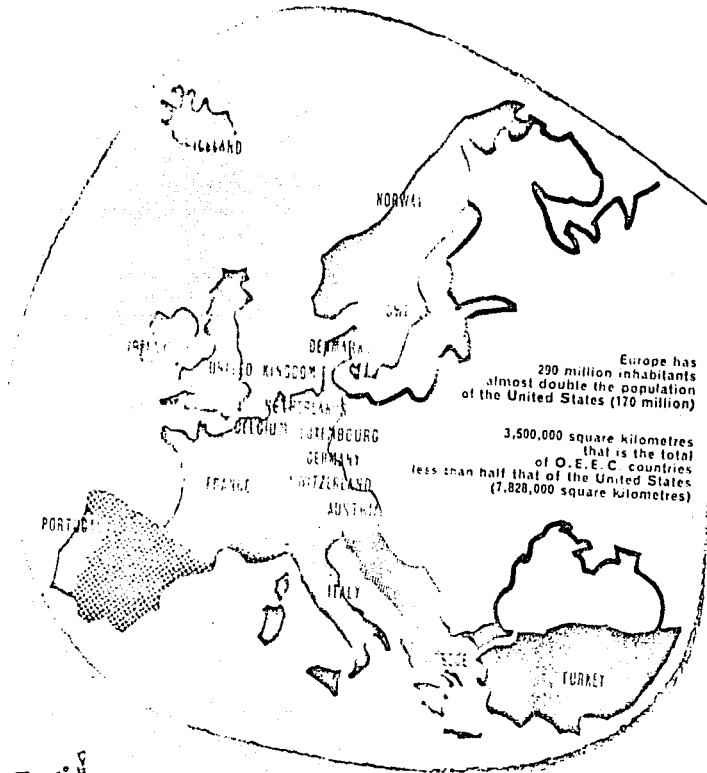 ICELAND
NORWAY
DENMARK
UNITED KINGDOM
NETHERLANDS
BELGIUM LUXEMBOURG
GERMANY
FRANCE SWITZERLAND
AUSTRIA
PORTUGAL
ITALY
TURKEY
Europe has
290 million inhabitants
almost double the population
of the United States (170 million)
3,500,000 square kilometres
that is the total
of O.E.E.C. countries
less than half that of the United States
(7,828,000 square kilometres)